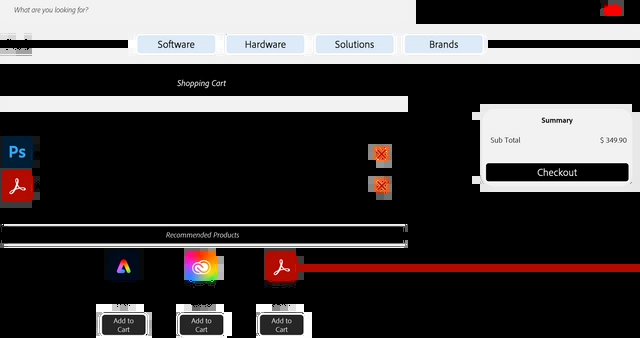 What are you looking for?
Software Hardware Solutions Brands
Shopping Cart
Summary
Sub Total $ 349.90
Checkout
Ps
Recommended Products
Add to Cart
Add to Cart
Add to Cart